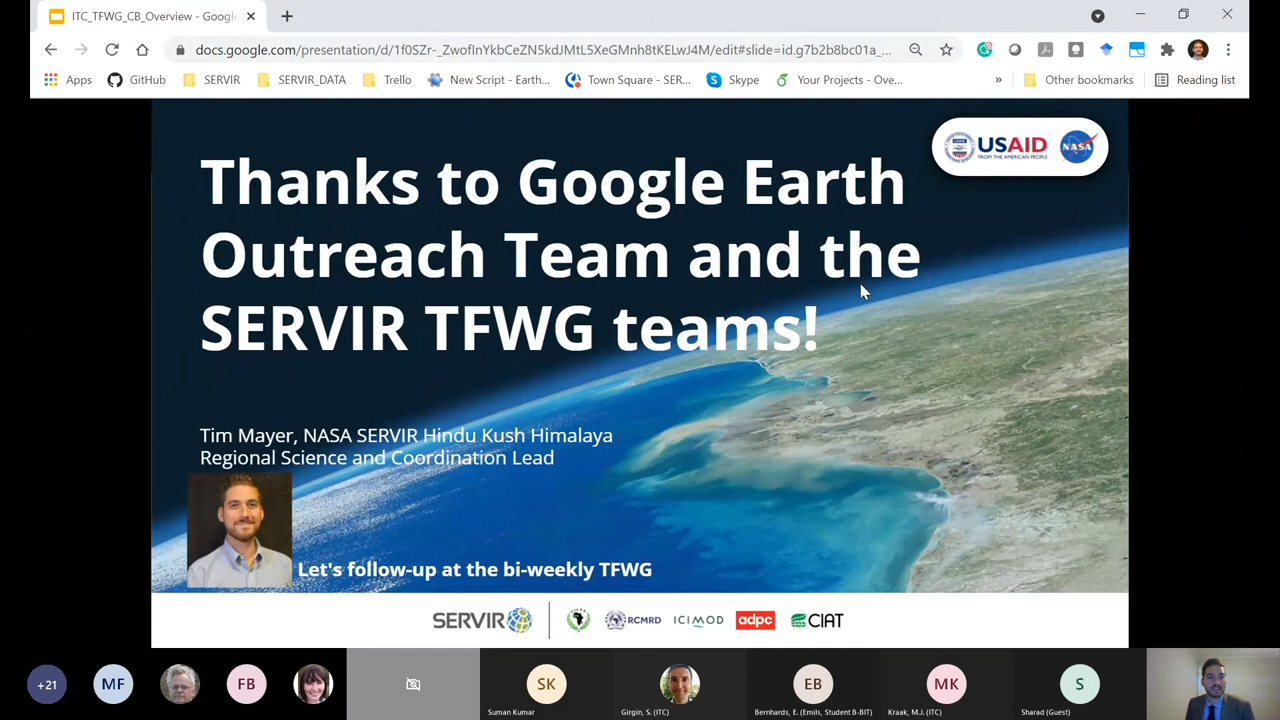 ITC_TFWG_CB_Overview - Google
docs.google.com/presentation/d/1f0SZr-_ZwofInYkbCeZN5kdJMtL5XeGMnh8tKELwJ4M/edit#slide=id.g7b2b8bc01a_...
Apps GitHub SERVIR SERVIR_DATA Trello New Script - Earth... Town Square - SER... Skype Your Projects - Ove... » Other bookmarks Reading list
USAID
FROM THE AMERICAN PEOPLE
NASA
Thanks to Google Earth
Outreach Team and the
SERVIR TFWG teams!
Tim Mayer, NASA SERVIR Hindu Kush Himalaya
Regional Science and Coordination Lead
Let's follow-up at the bi-weekly TFWG
SERVIR RCMRD ICIMOD adpc CIAT
+21 MF FB SK EB MK S
Suman Kumar Girgin, S. (ITC) Bernhards, E. (Emils, Student B-BIT) Kraak, M.J. (ITC) Sharad (Guest)